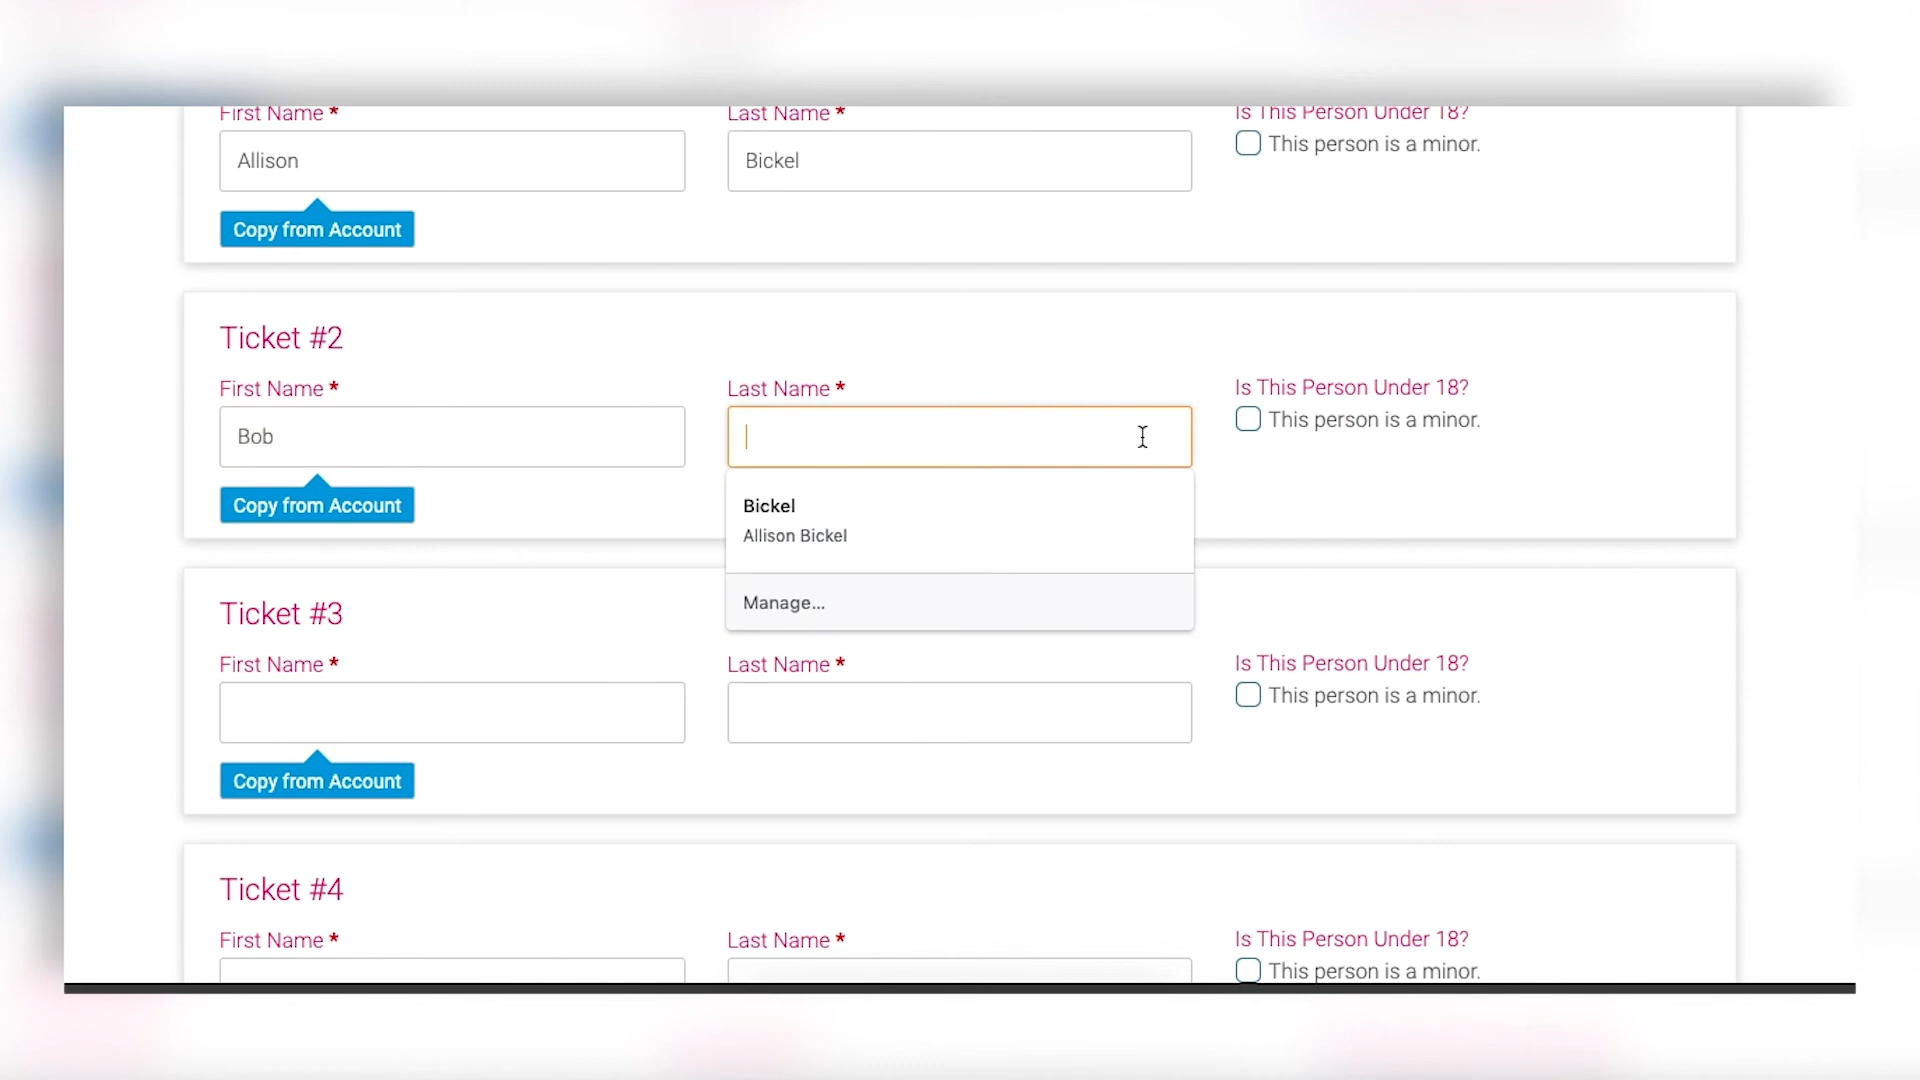 First Name *
Last Name *
Is This Person Under 18?
Allison
Bickel
This person is a minor.
Copy from Account
Ticket #2
First Name *
Last Name *
Is This Person Under 18?
Bob
This person is a minor.
Copy from Account
Bickel
Allison Bickel
Manage...
Ticket #3
First Name *
Last Name *
Is This Person Under 18?
This person is a minor.
Copy from Account
Ticket #4
First Name *
Last Name *
Is This Person Under 18?
This person is a minor.